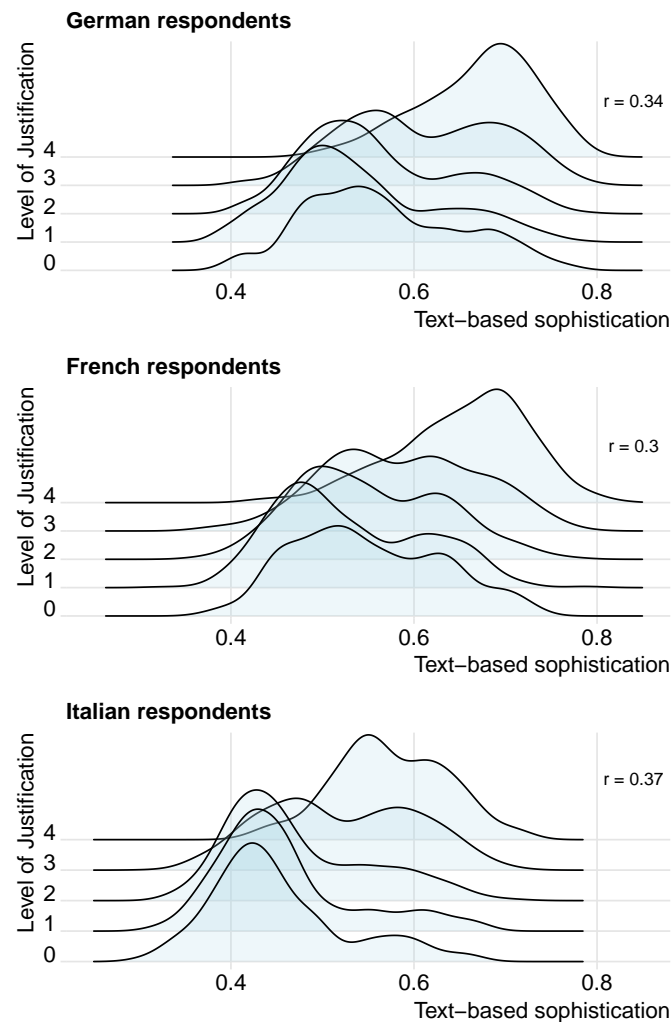 German respondents
Level of Justification
4
3
2
1
0
r = 0.34
0.4 0.6 0.8
Text−based sophistication
French respondents
Level of Justification
4
3
2
1
0
r = 0.3
0.4 0.6 0.8
Text−based sophistication
Italian respondents
Level of Justification
4
3
2
1
0
r = 0.37
0.4 0.6 0.8
Text−based sophistication